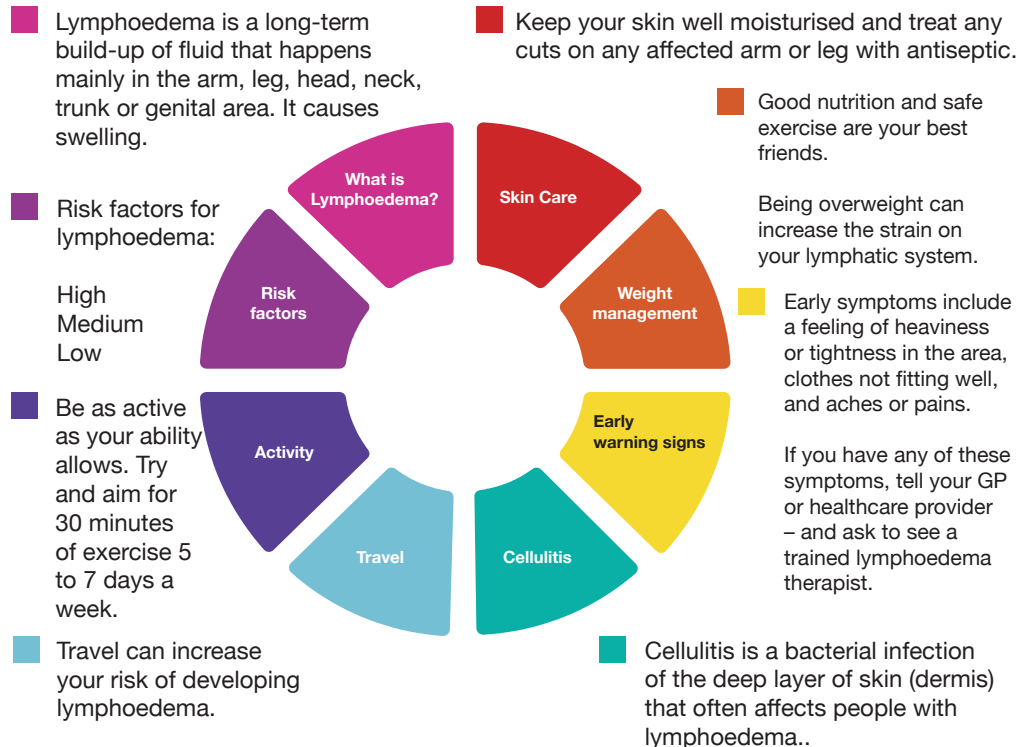 Lymphoedema is a long-term
build-up of fluid that happens
mainly in the arm, leg, head, neck,
trunk or genital area. It causes
swelling.
Keep your skin well moisturised and treat any
cuts on any affected arm or leg with antiseptic.
Good nutrition and safe
exercise are your best
friends.
Being overweight can
increase the strain on
your lymphatic system.
What is
Lymphoedema?
Skin Care
Risk factors for
lymphoedema:
High
Medium
Low
Risk
factors
Weight
management
Early symptoms include
a feeling of heaviness
or tightness in the area,
clothes not fitting well,
and aches or pains.
If you have any of these
symptoms, tell your GP
or healthcare provider
– and ask to see a
trained lymphoedema
therapist.
Be as active
as your ability
allows. Try
and aim for
30 minutes
of exercise 5
to 7 days a
week.
Activity
Early
warning signs
Travel
Cellulitis
Travel can increase
your risk of developing
lymphoedema.
Cellulitis is a bacterial infection
of the deep layer of skin (dermis)
that often affects people with
lymphoedema..